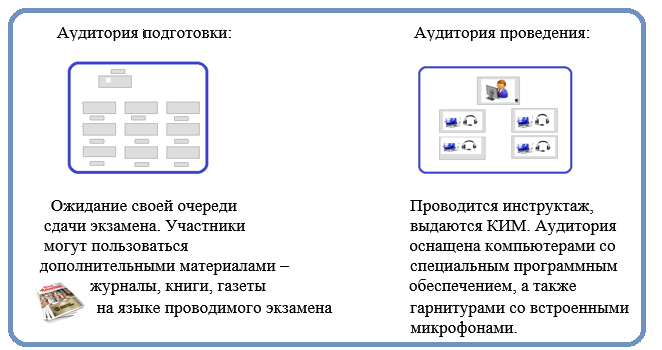 Аудитория подготовки:
Ожидание своей очереди
сдачи экзамена. Участники
могут пользоваться
дополнительными материалами –
журналы, книги, газеты
на языке проводимого экзамена
Аудитория проведения:
Проводится инструктаж,
выдаются КИМ. Аудитория
оснащена компьютерами со
специальным программным
обеспечением, а также
гарнитурами со встроенными
микрофонами.